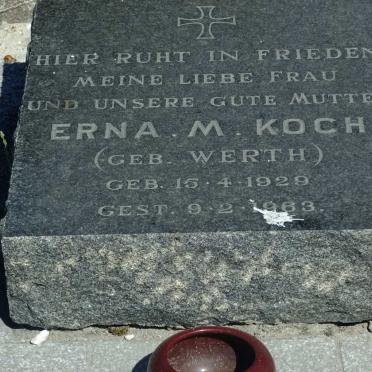 HIER RUHT IN FRIEDEN
MEINE LIEBE FRAU
UND UNSERE GUTE MUTTE
ERNA . M. KOCH
(GEB. WERTH)
GEB. 15·4·1929
GEST. 9·2·1963